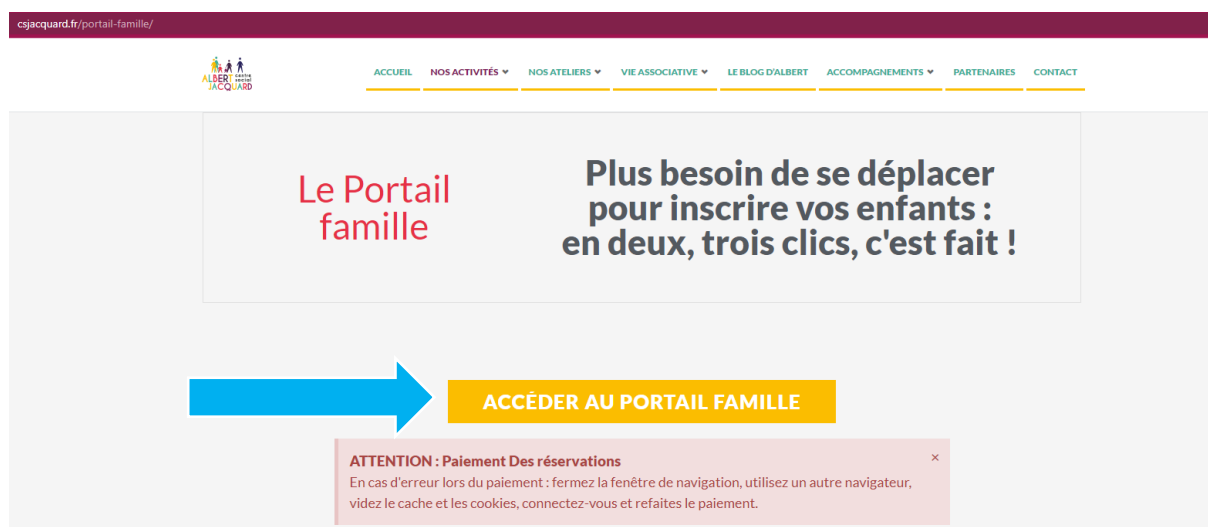 csjacquard.fr/portail-famille/
ALBERT centre social
JACQUARD
ACCUEIL NOS ACTIVITÉS NOS ATELIERS VIE ASSOCIATIVE LE BLOG D'ALBERT ACCOMPAGNEMENTS PARTENAIRES CONTACT
Le Portail
famille
Plus besoin de se déplacer
pour inscrire vos enfants :
en deux, trois clics, c'est fait !
ACCÉDER AU PORTAIL FAMILLE
ATTENTION : Paiement Des réservations ×
En cas d'erreur lors du paiement : fermez la fenêtre de navigation, utilisez un autre navigateur,
videz le cache et les cookies, connectez-vous et refaites le paiement.